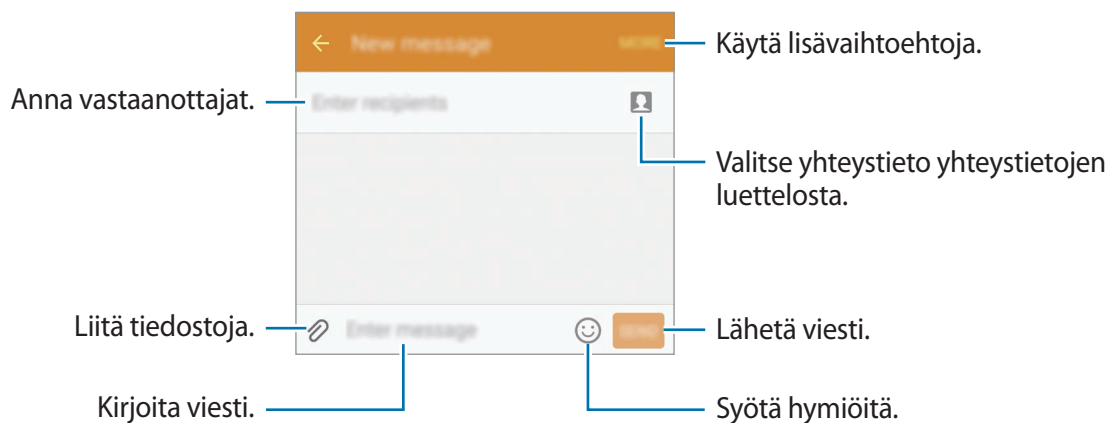 New message
MORE
Käytä lisävaihtoehtoja.
Anna vastaanottajat.
Enter recipients
Valitse yhteystieto yhteystietojen
luettelosta.
Liitä tiedostoja.
Enter message
Lähetä viesti.
Kirjoita viesti.
Syötä hymiöitä.